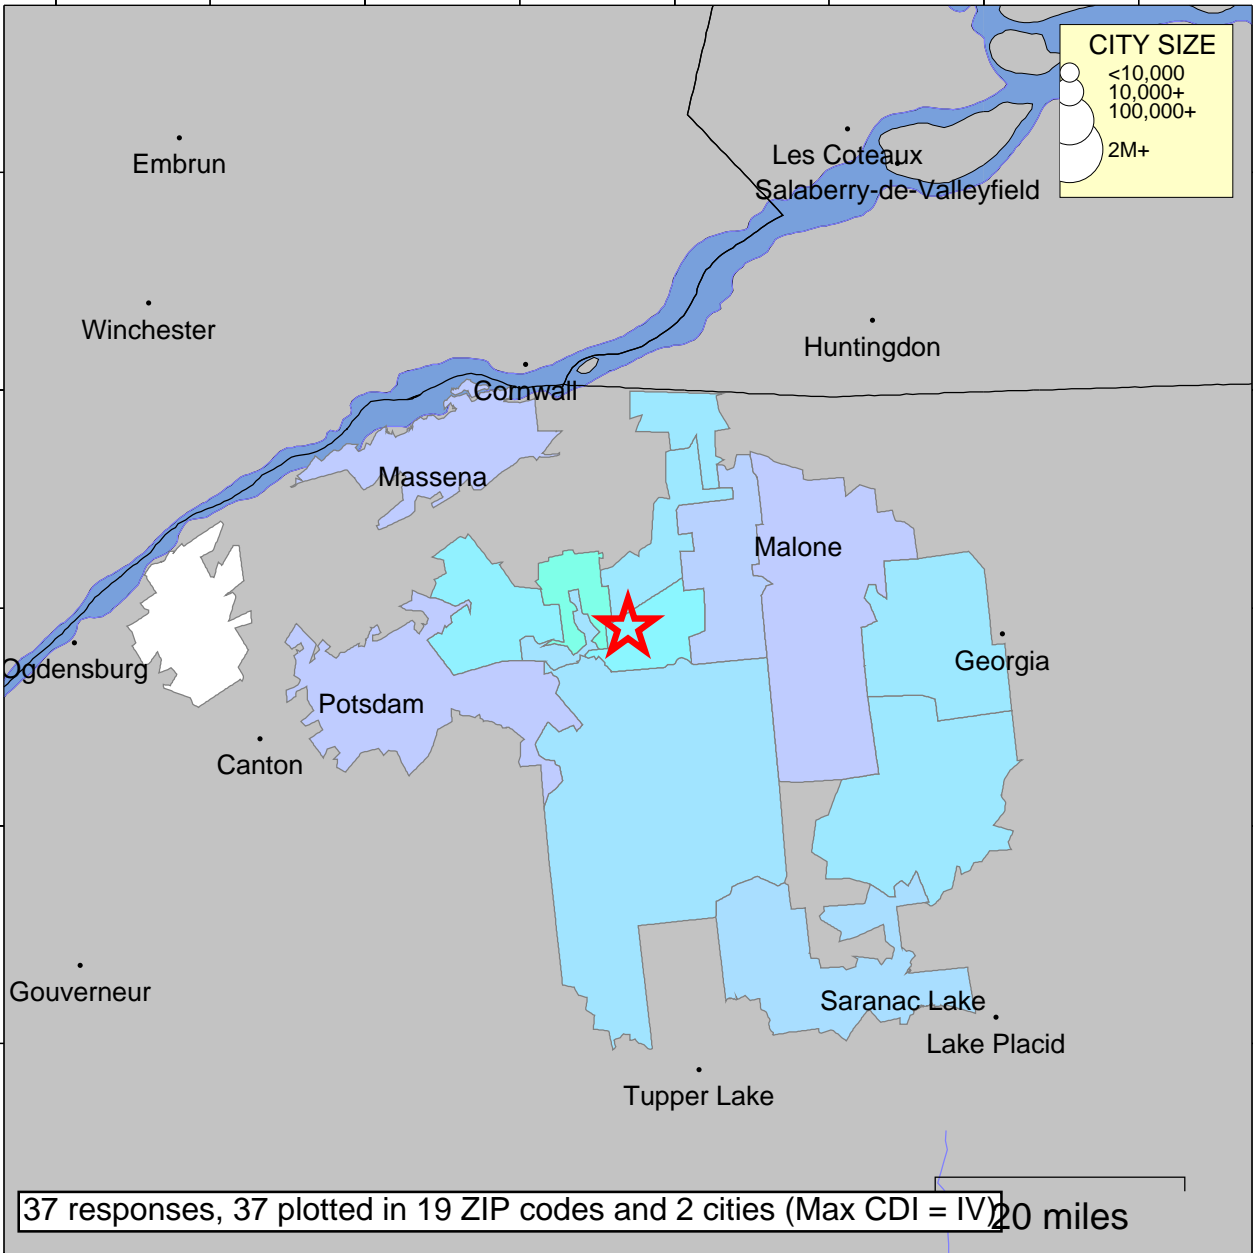 CITY SIZE
<10,000
10,000+
100,000+
2M+
Embrun
Les Coteaux
Salaberry-de-Valleyfield
Winchester
Huntingdon
Cornwall
Massena
Malone
Georgia
Ogdensburg
Potsdam
Canton
Gouverneur
Saranac Lake
Lake Placid
Tupper Lake
37 responses, 37 plotted in 19 ZIP codes and 2 cities (Max CDI = IV)
20 miles